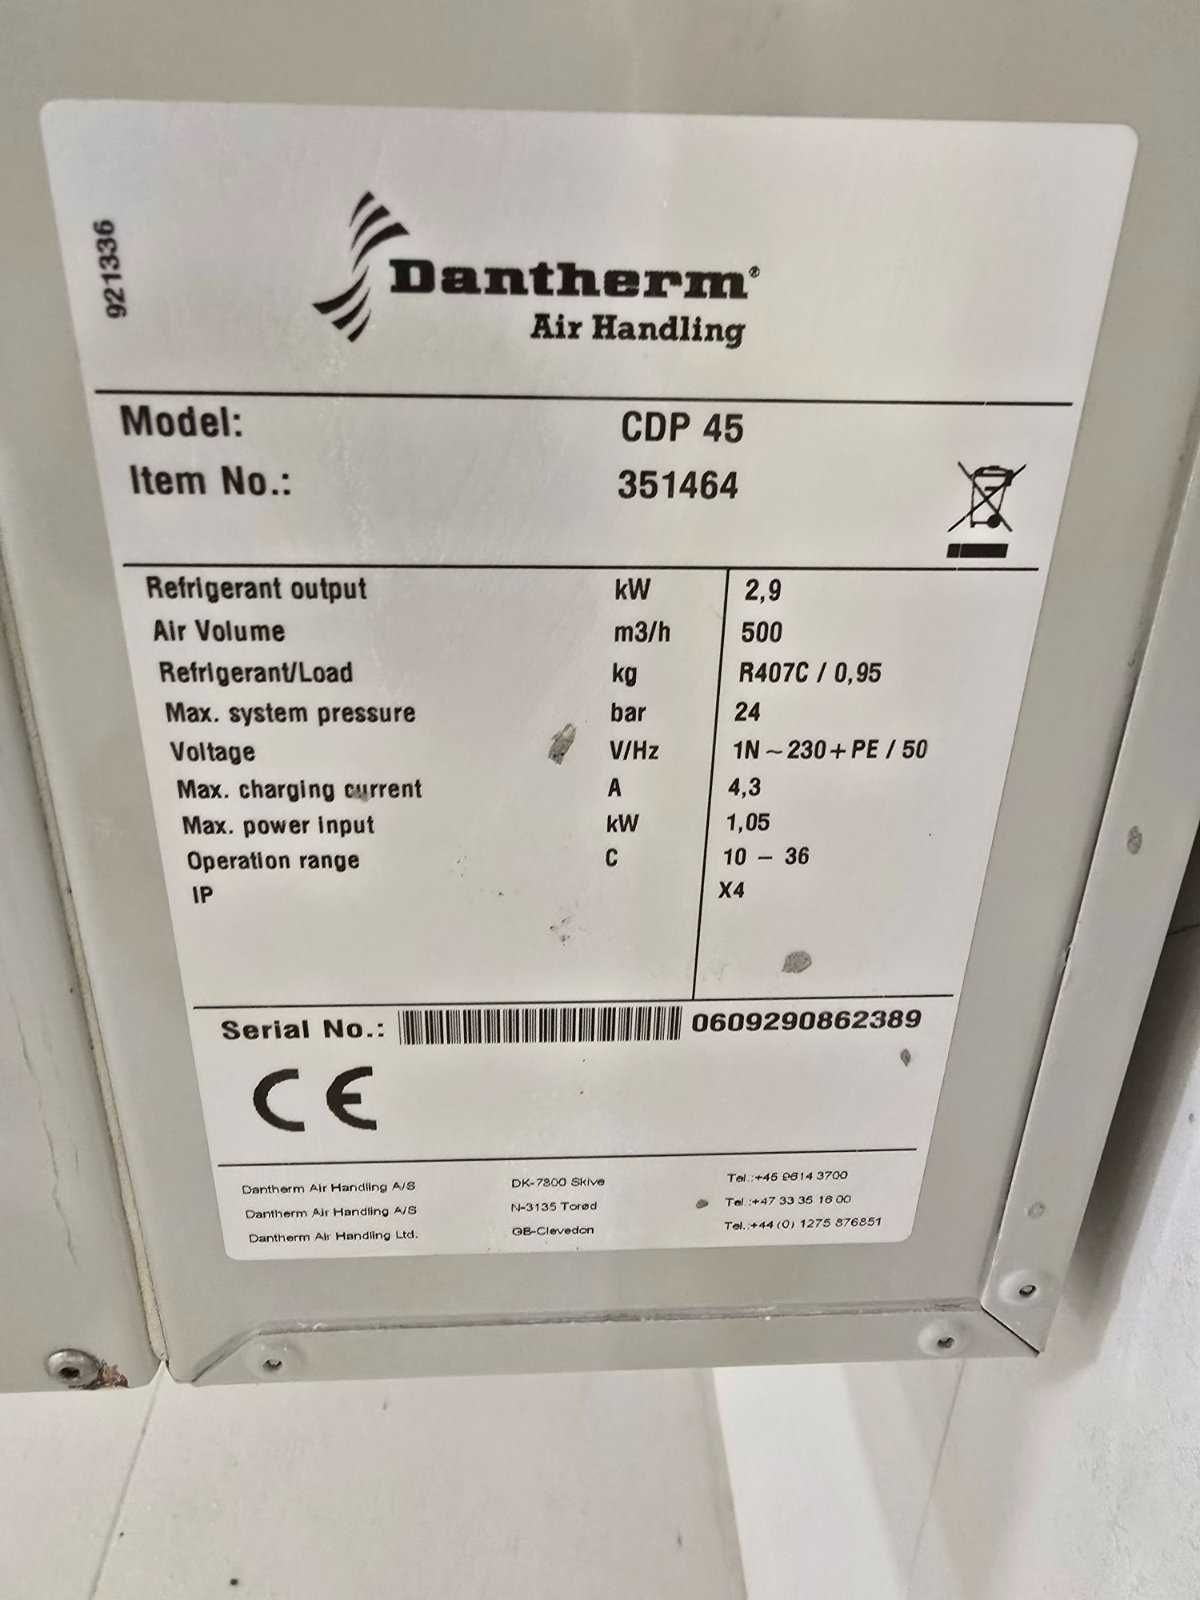 921336
Dantherm®
Air Handling
Model: CDP 45
Item No.: 351464
Refrigerant output kW 2,9
Air Volume m3/h 500
Refrigerant/Load kg R407C / 0,95
Max. system pressure bar 24
Voltage V/Hz 1N ~ 230 + PE / 50
Max. charging current A 4,3
Max. power input kW 1,05
Operation range C 10 – 36
IP X4
Serial No.: 0609290862389
CE
Dantherm Air Handling A/S DK-7800 Skive Tel.:+45 9614 3700
Dantherm Air Handling A/S N-3135 Torød Tel.:+47 33 35 16 00
Dantherm Air Handling Ltd. GB-Clevedon Tel.:+44 (0) 1275 876851